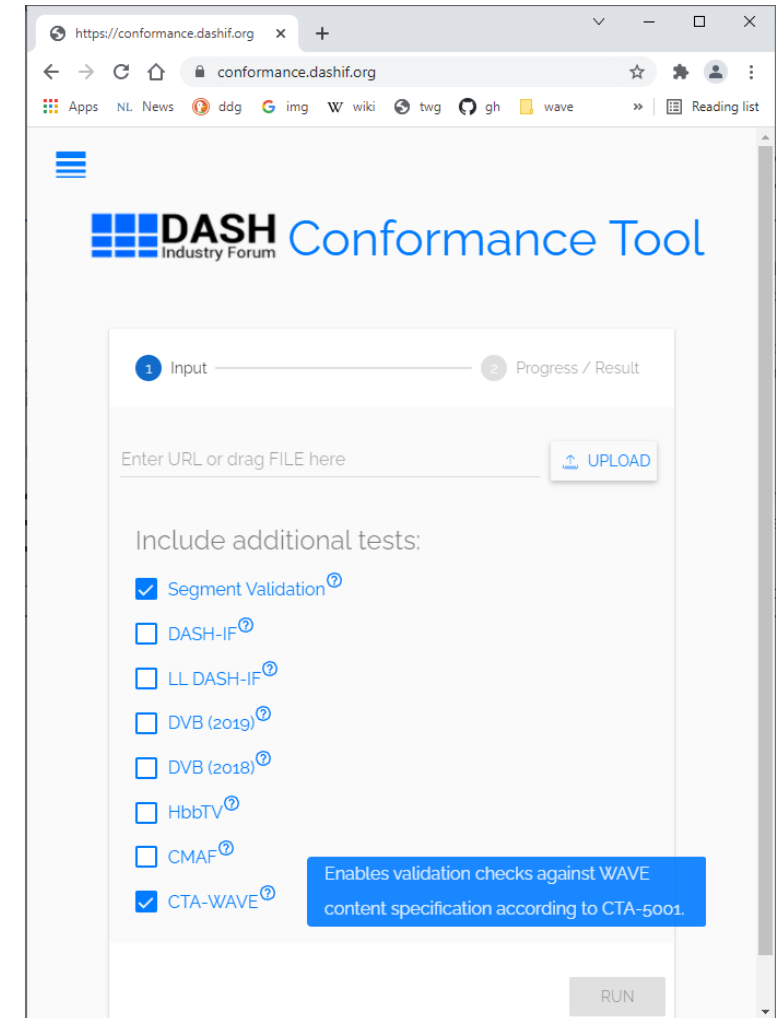 https://conformance.dashif.org
conformance.dashif.org
Apps NL News ddg G img W wiki twg gh wave » Reading list
DASH Industry Forum Conformance Tool
1 Input 2 Progress / Result
Enter URL or drag FILE here UPLOAD
Include additional tests:
Segment Validation?
DASH-IF?
LL DASH-IF?
DVB (2019)?
DVB (2018)?
HbbTV?
CMAF?
Enables validation checks against WAVE
CTA-WAVE? content specification according to CTA-5001.
RUN